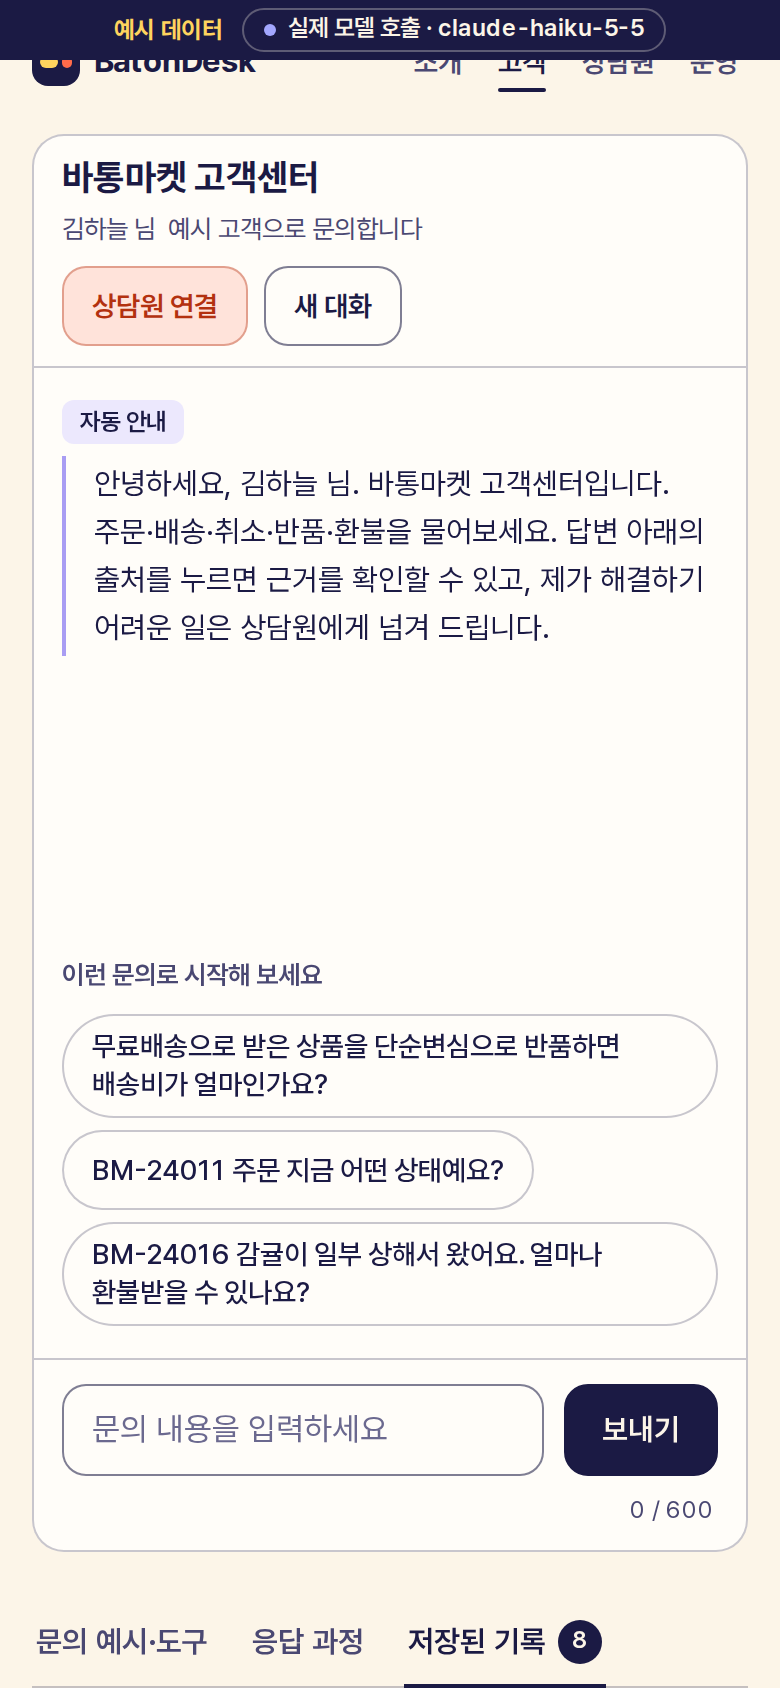 예시 데이터
실제 모델 호출 · claude-haiku-5-5
BatonDesk
소개 고객 상담원 운영
바통마켓 고객센터
김하늘 님 예시 고객으로 문의합니다
상담원 연결
새 대화
자동 안내
안녕하세요, 김하늘 님. 바통마켓 고객센터입니다.
주문·배송·취소·반품·환불을 물어보세요. 답변 아래의
출처를 누르면 근거를 확인할 수 있고, 제가 해결하기
어려운 일은 상담원에게 넘겨 드립니다.
이런 문의로 시작해 보세요
무료배송으로 받은 상품을 단순변심으로 반품하면
배송비가 얼마인가요?
BM-24011 주문 지금 어떤 상태예요?
BM-24016 감귤이 일부 상해서 왔어요. 얼마나
환불받을 수 있나요?
문의 내용을 입력하세요
보내기
0 / 600
문의 예시·도구
응답 과정
저장된 기록 8